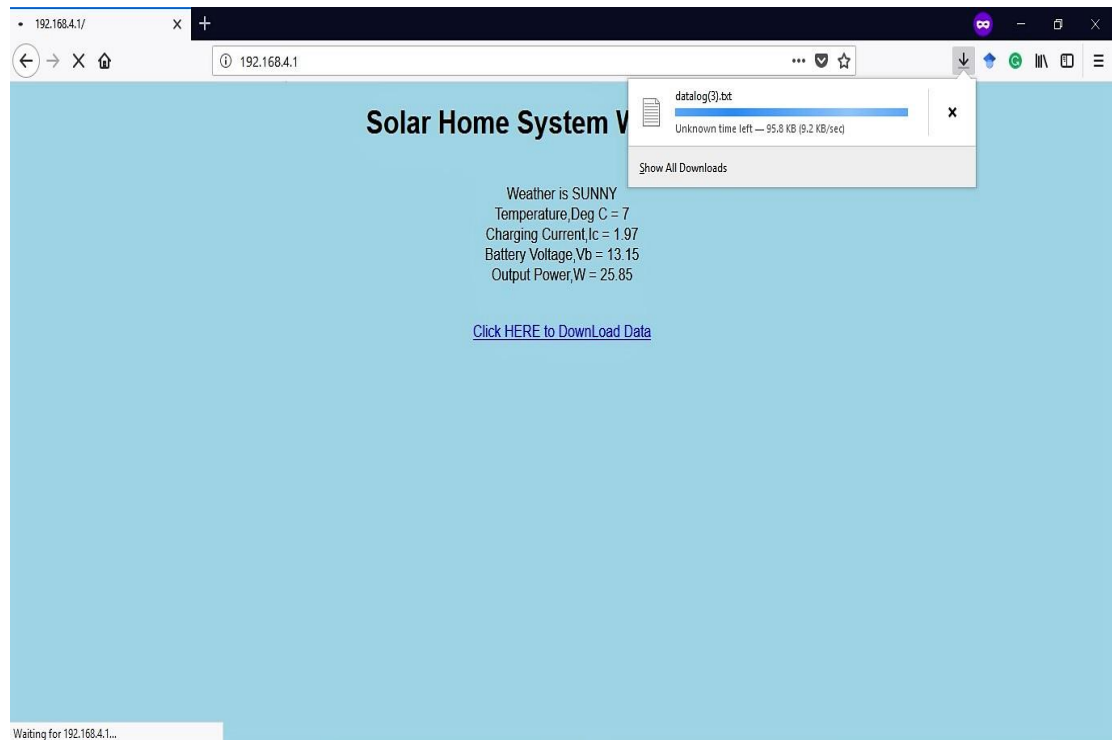 192.168.4.1/
192.168.4.1
datalog(3).txt
Unknown time left — 95.8 KB (9.2 KB/sec)
Show All Downloads
Solar Home System
Weather is SUNNY
Temperature,Deg C = 7
Charging Current,Ic = 1.97
Battery Voltage,Vb = 13.15
Output Power,W = 25.85
Click HERE to DownLoad Data
Waiting for 192.168.4.1...